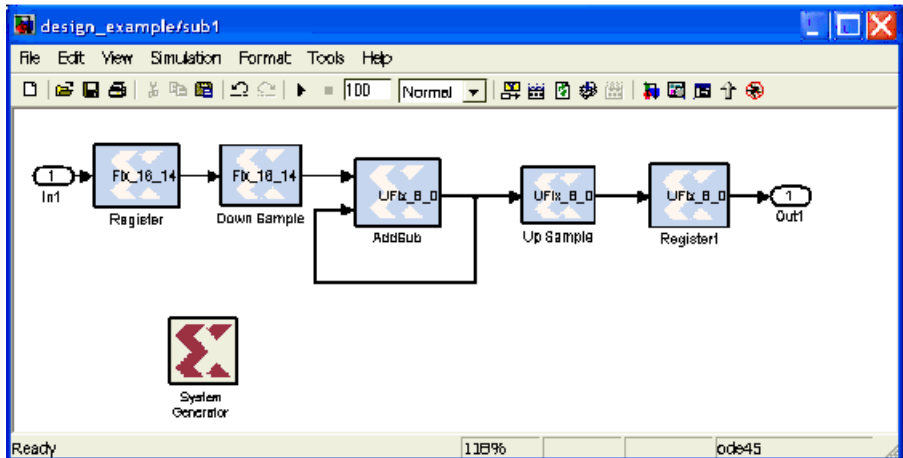 design_example/sub1
File Edit View Simulation Format Tools Help
100 Normal
1 Fix_16_14 Fix_16_14 UFix_8_0 UFix_8_0 UFix_8_0 1
In1 Register Down Sample AddSub Up Sample Register1 Out1
System
Generator
Ready 118% ode45